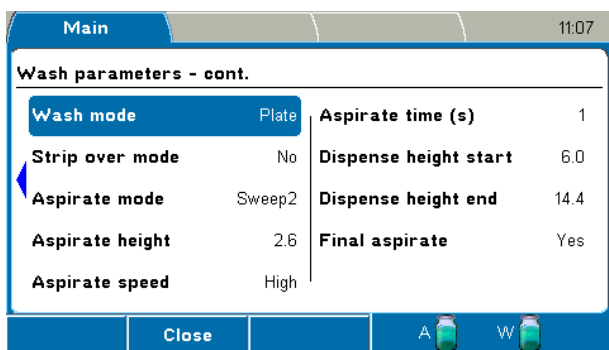 Main
11:07
Wash parameters - cont.
Wash mode Plate
Strip over mode No
Aspirate mode Sweep2
Aspirate height 2.6
Aspirate speed High
Aspirate time (s) 1
Dispense height start 6.0
Dispense height end 14.4
Final aspirate Yes
Close
A W